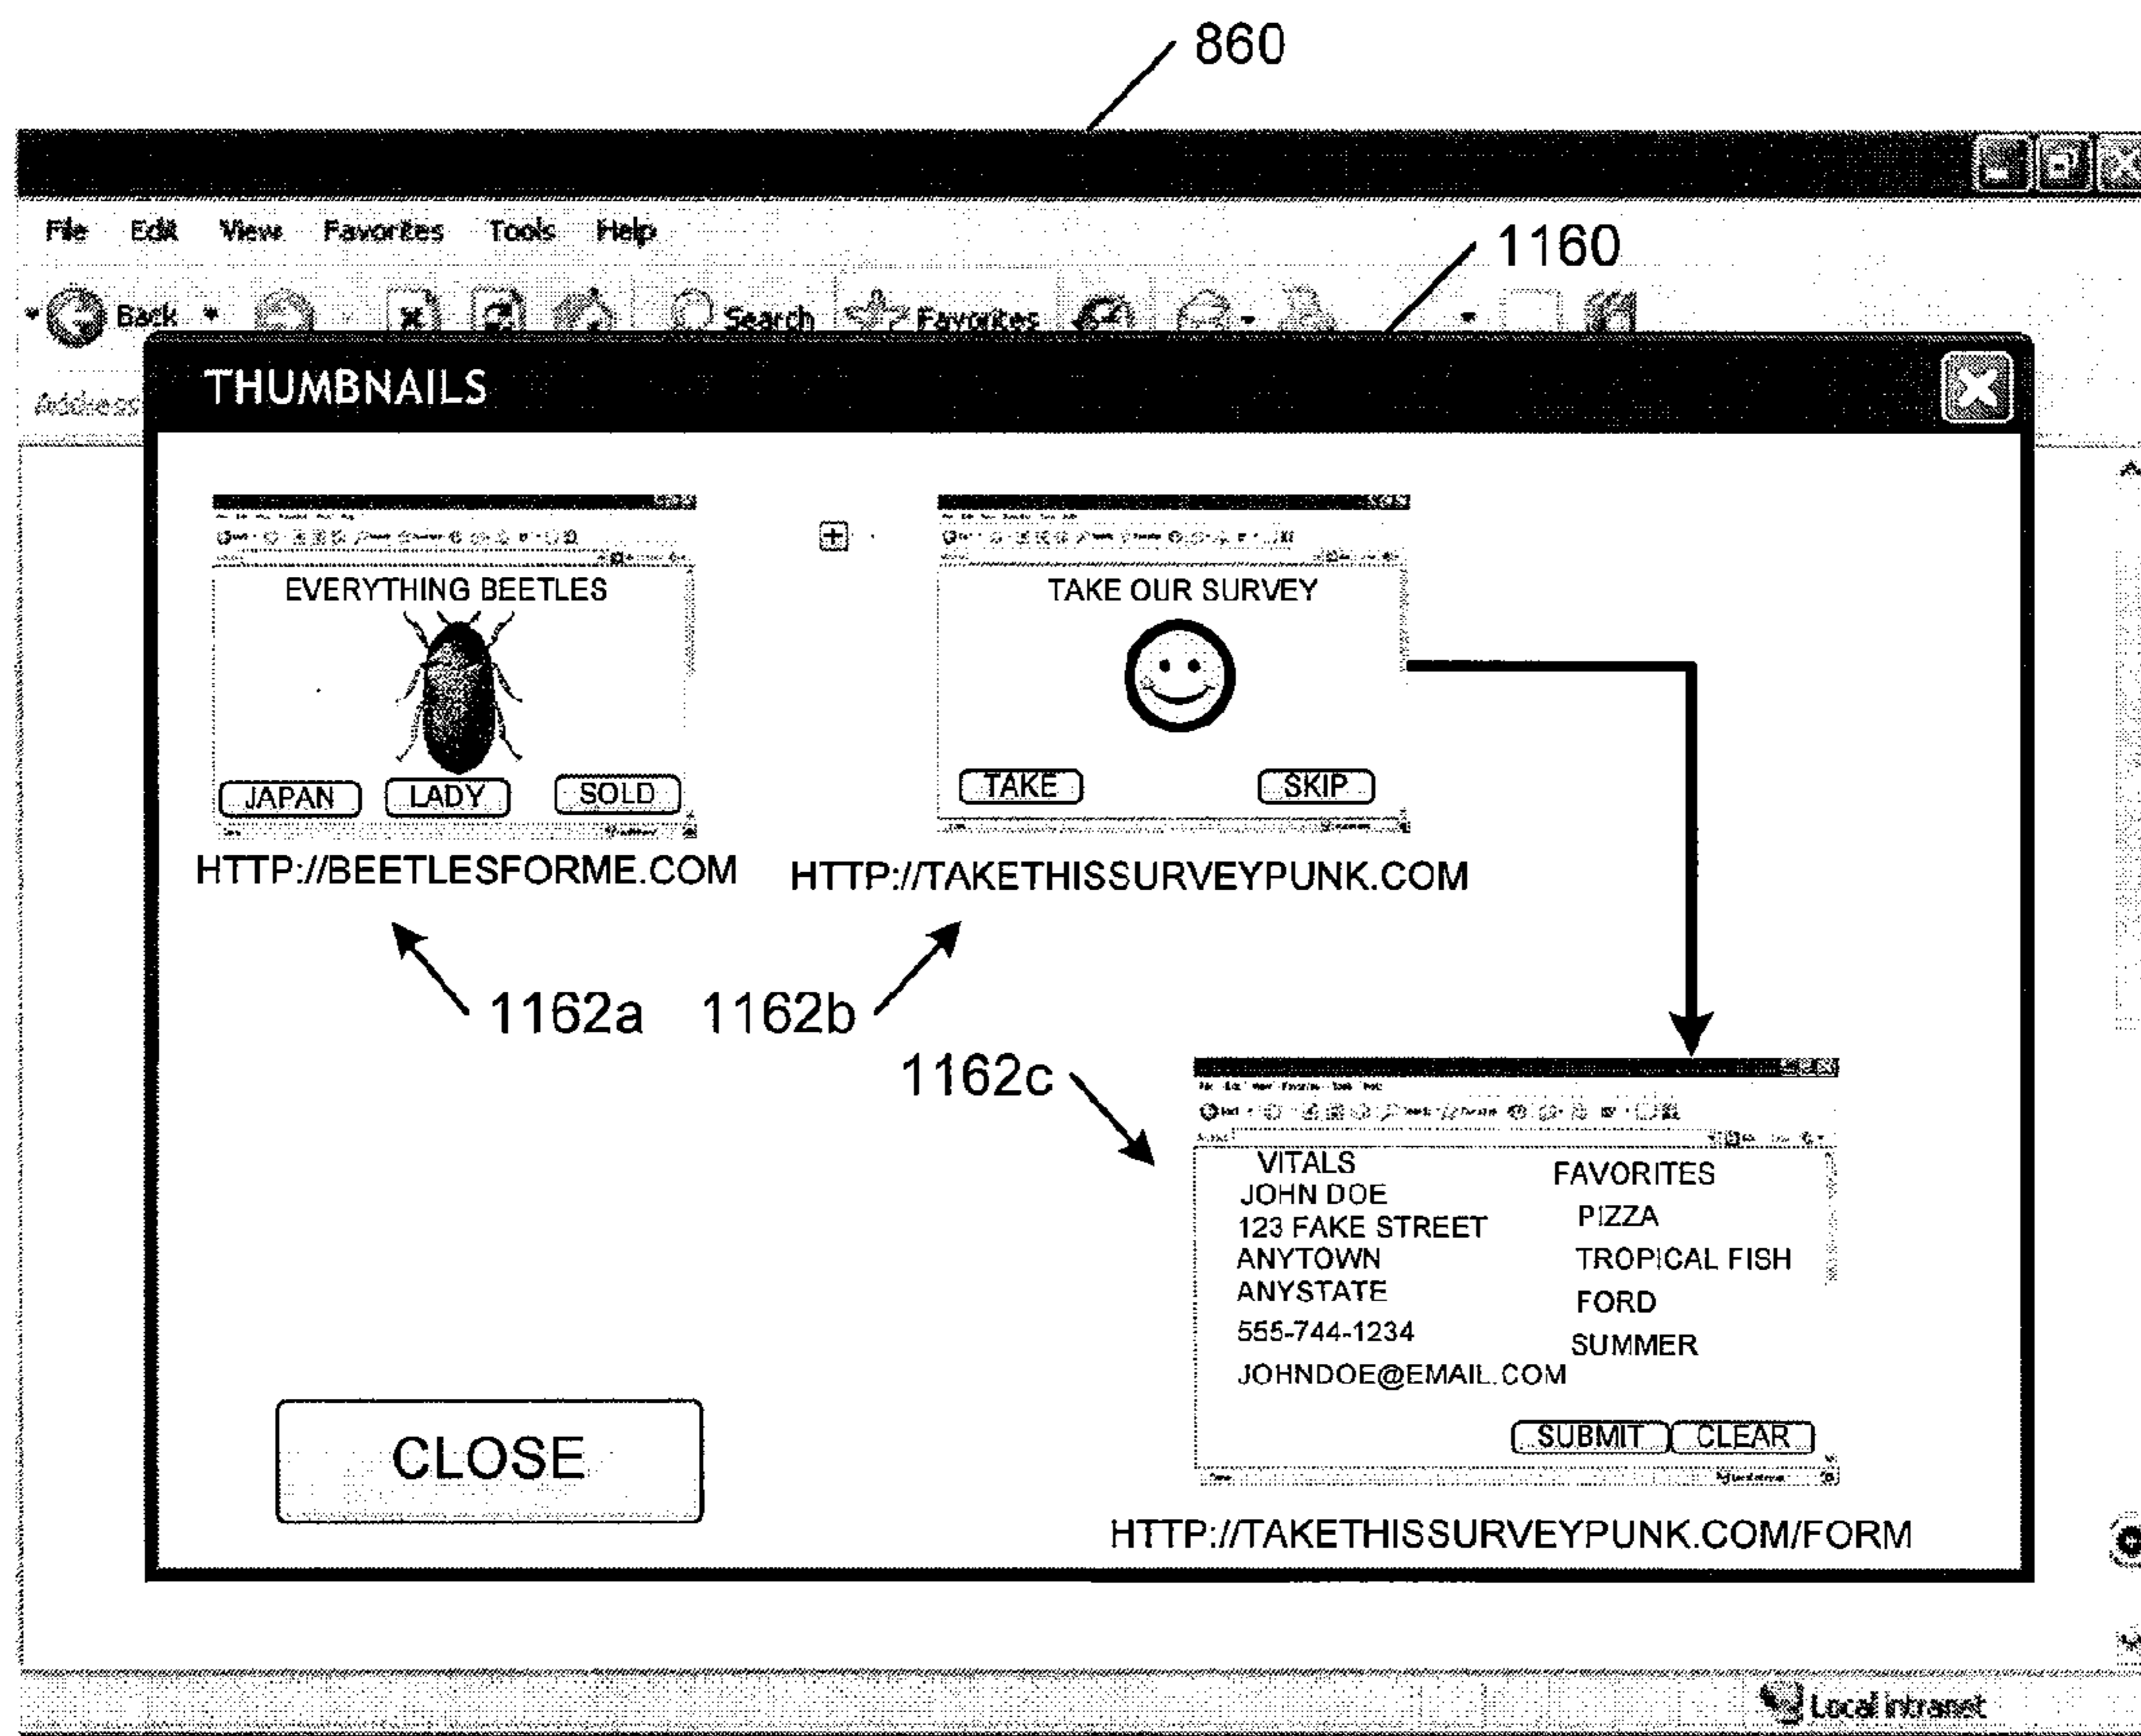 860
File Edit View Favorites Tools Help
1160
Back Search Favorites
Address
THUMBNAILS
EVERYTHING BEETLES
JAPAN LADY SOLD
HTTP://BEETLESFORME.COM
TAKE OUR SURVEY
TAKE SKIP
HTTP://TAKETHISSURVEYPUNK.COM
1162a 1162b
1162c
VITALS
JOHN DOE
123 FAKE STREET
ANYTOWN
ANYSTATE
555-744-1234
JOHNDOE@EMAIL.COM
FAVORITES
PIZZA
TROPICAL FISH
FORD
SUMMER
SUBMIT CLEAR
CLOSE
HTTP://TAKETHISSURVEYPUNK.COM/FORM
Local intranet